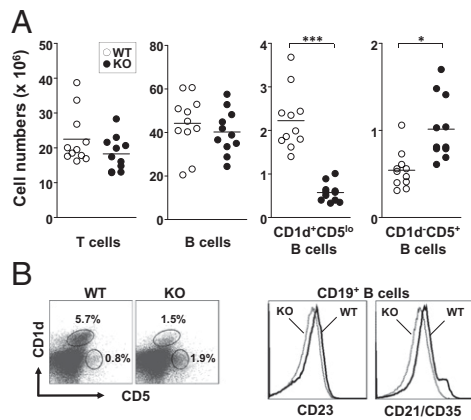 A
WT
KO
Cell numbers (x 10⁶)
50
40
30
20
10
0
T cells
80
60
40
20
0
B cells
4
3
2
1
0
***
CD1d⁺CD5ˡᵒ
B cells
2
1
0
*
CD1d⁻CD5⁺
B cells
B
WT
KO
5.7%
0.8%
1.5%
1.9%
CD1d
CD5
CD19⁺ B cells
KO
WT
CD23
KO
WT
CD21/CD35